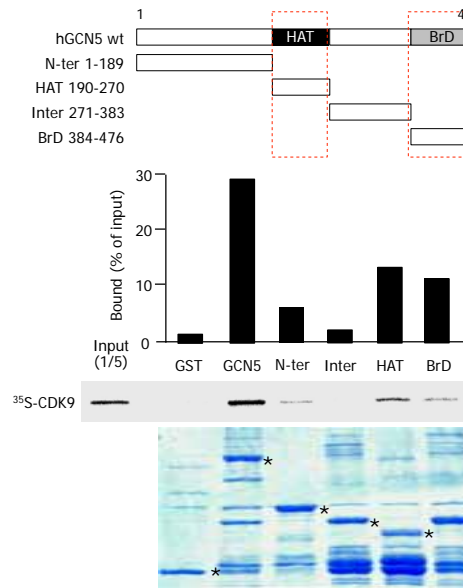 1 4
hGCN5 wt HAT BrD
N-ter 1-189
HAT 190-270
Inter 271-383
BrD 384-476
Bound (% of input)
30
20
10
0
Input
(1/5)
GST GCN5 N-ter Inter HAT BrD
³⁵S-CDK9
* * * * *